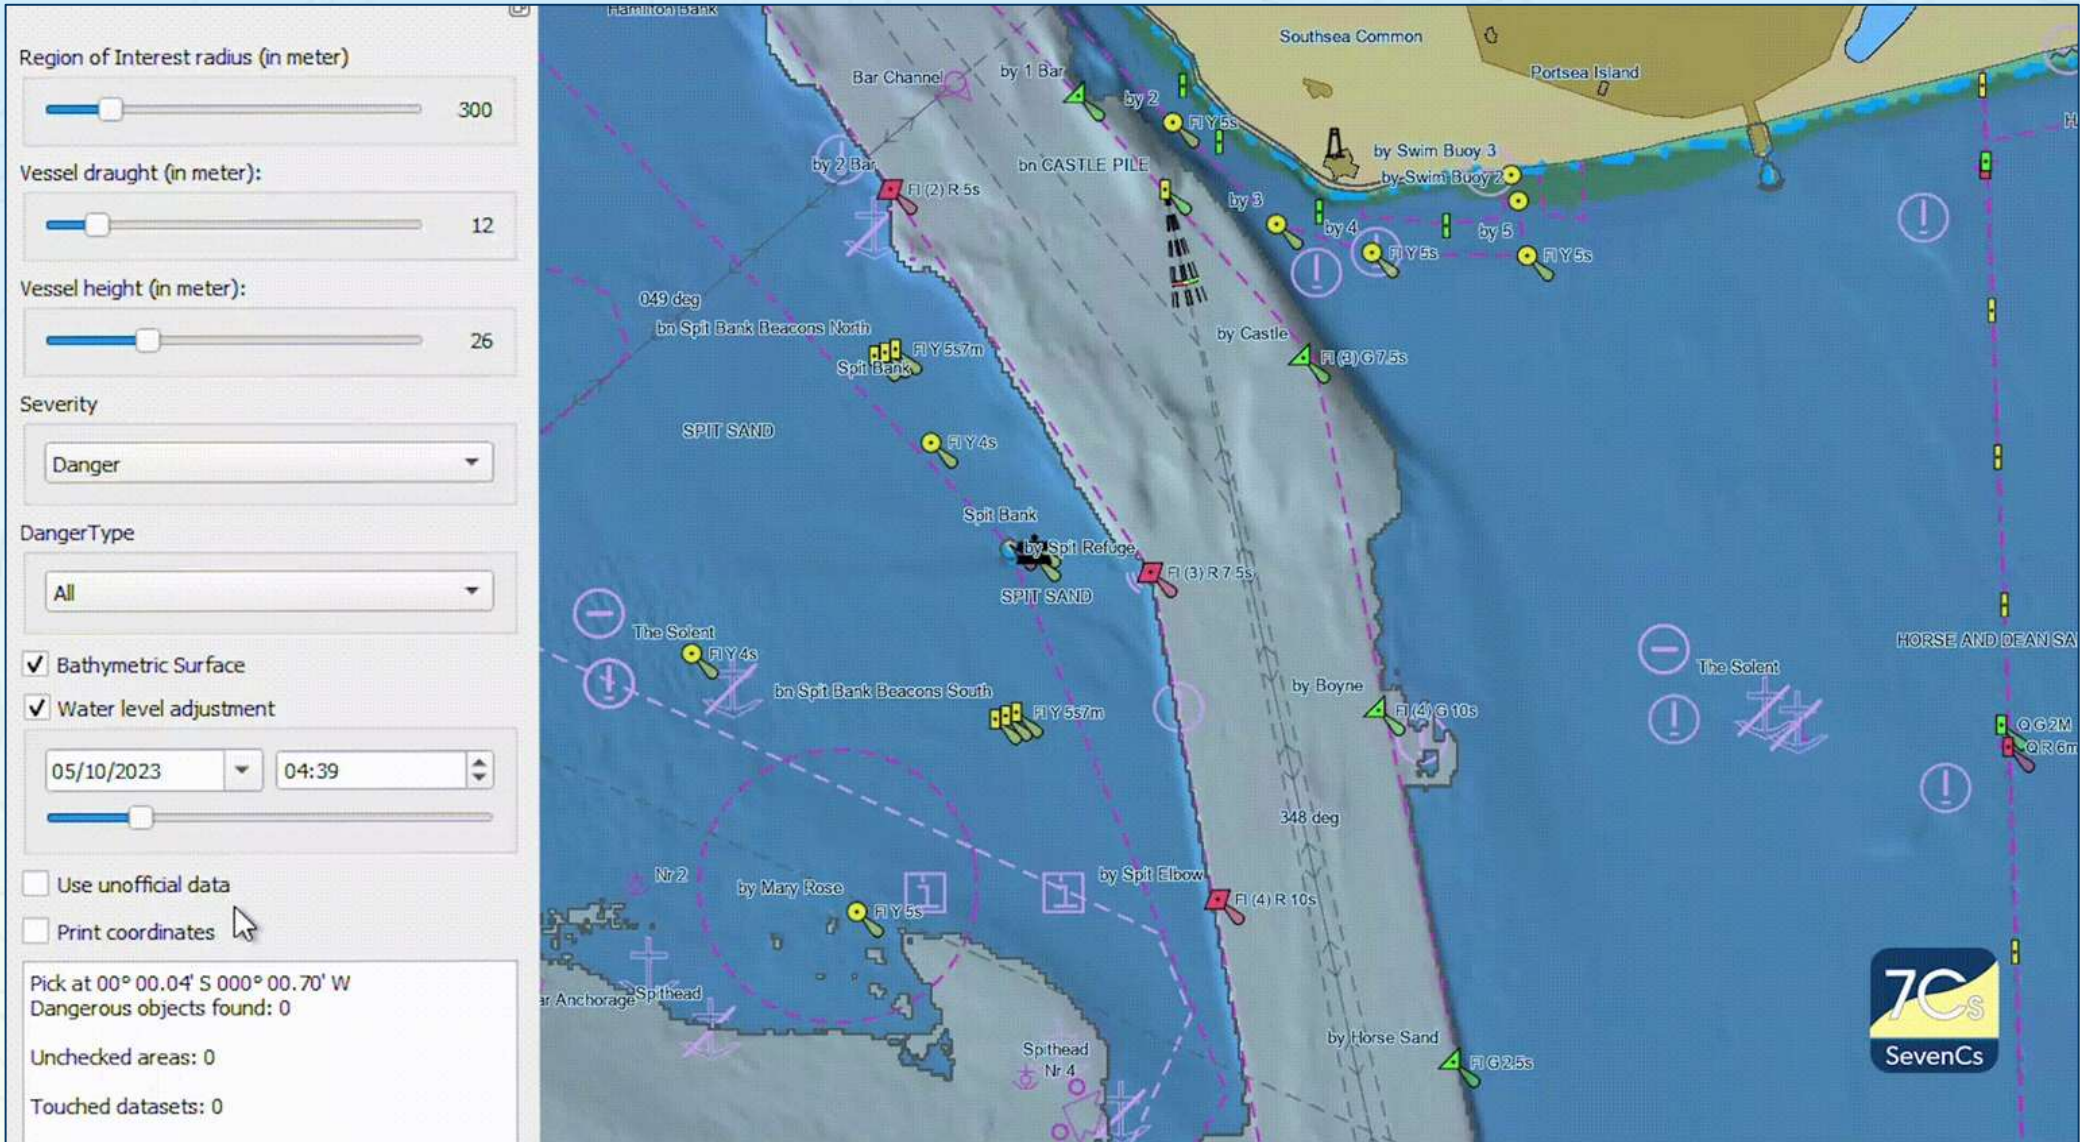 Hamilton Bank
Region of Interest radius (in meter)
300
Vessel draught (in meter):
12
Vessel height (in meter):
26
Severity
Danger
DangerType
All
Bathymetric Surface
Water level adjustment
05/10/2023
04:39
Use unofficial data
Print coordinates
Pick at 00° 00.04' S 000° 00.70' W
Dangerous objects found: 0
Unchecked areas: 0
Touched datasets: 0
Southsea Common
Portsea Island
Bar Channel
by 1 Bar
by 2
Fl Y 5s
H
by 2 Bar
Fl (2) R 5s
bn CASTLE PILE
by Swim Buoy 3
by Swim Buoy 2
by 3
by 4
by 5
Fl Y 5s
Fl Y 5s
049 deg
bn Spit Bank Beacons North
Fl Y 5s7m
Spit Bank
by Castle
Fl (3) G 7.5s
SPIT SAND
Fl Y 4s
Spit Bank
by Spit Refuge
Fl (3) R 7.5s
SPIT SAND
The Solent
Fl Y 4s
HORSE AND DEAN SA
The Solent
bn Spit Bank Beacons South
Fl Y 5s7m
by Boyne
Fl (4) G 10s
Q G 2M
Q R 6m
348 deg
Nr 2
by Mary Rose
Fl Y 5s
by Spit Elbow
Fl (4) R 10s
ar Anchorage
Spithead
by Horse Sand
Fl G 2.5s
Spithead
Nr 4
7Cs
SevenCs